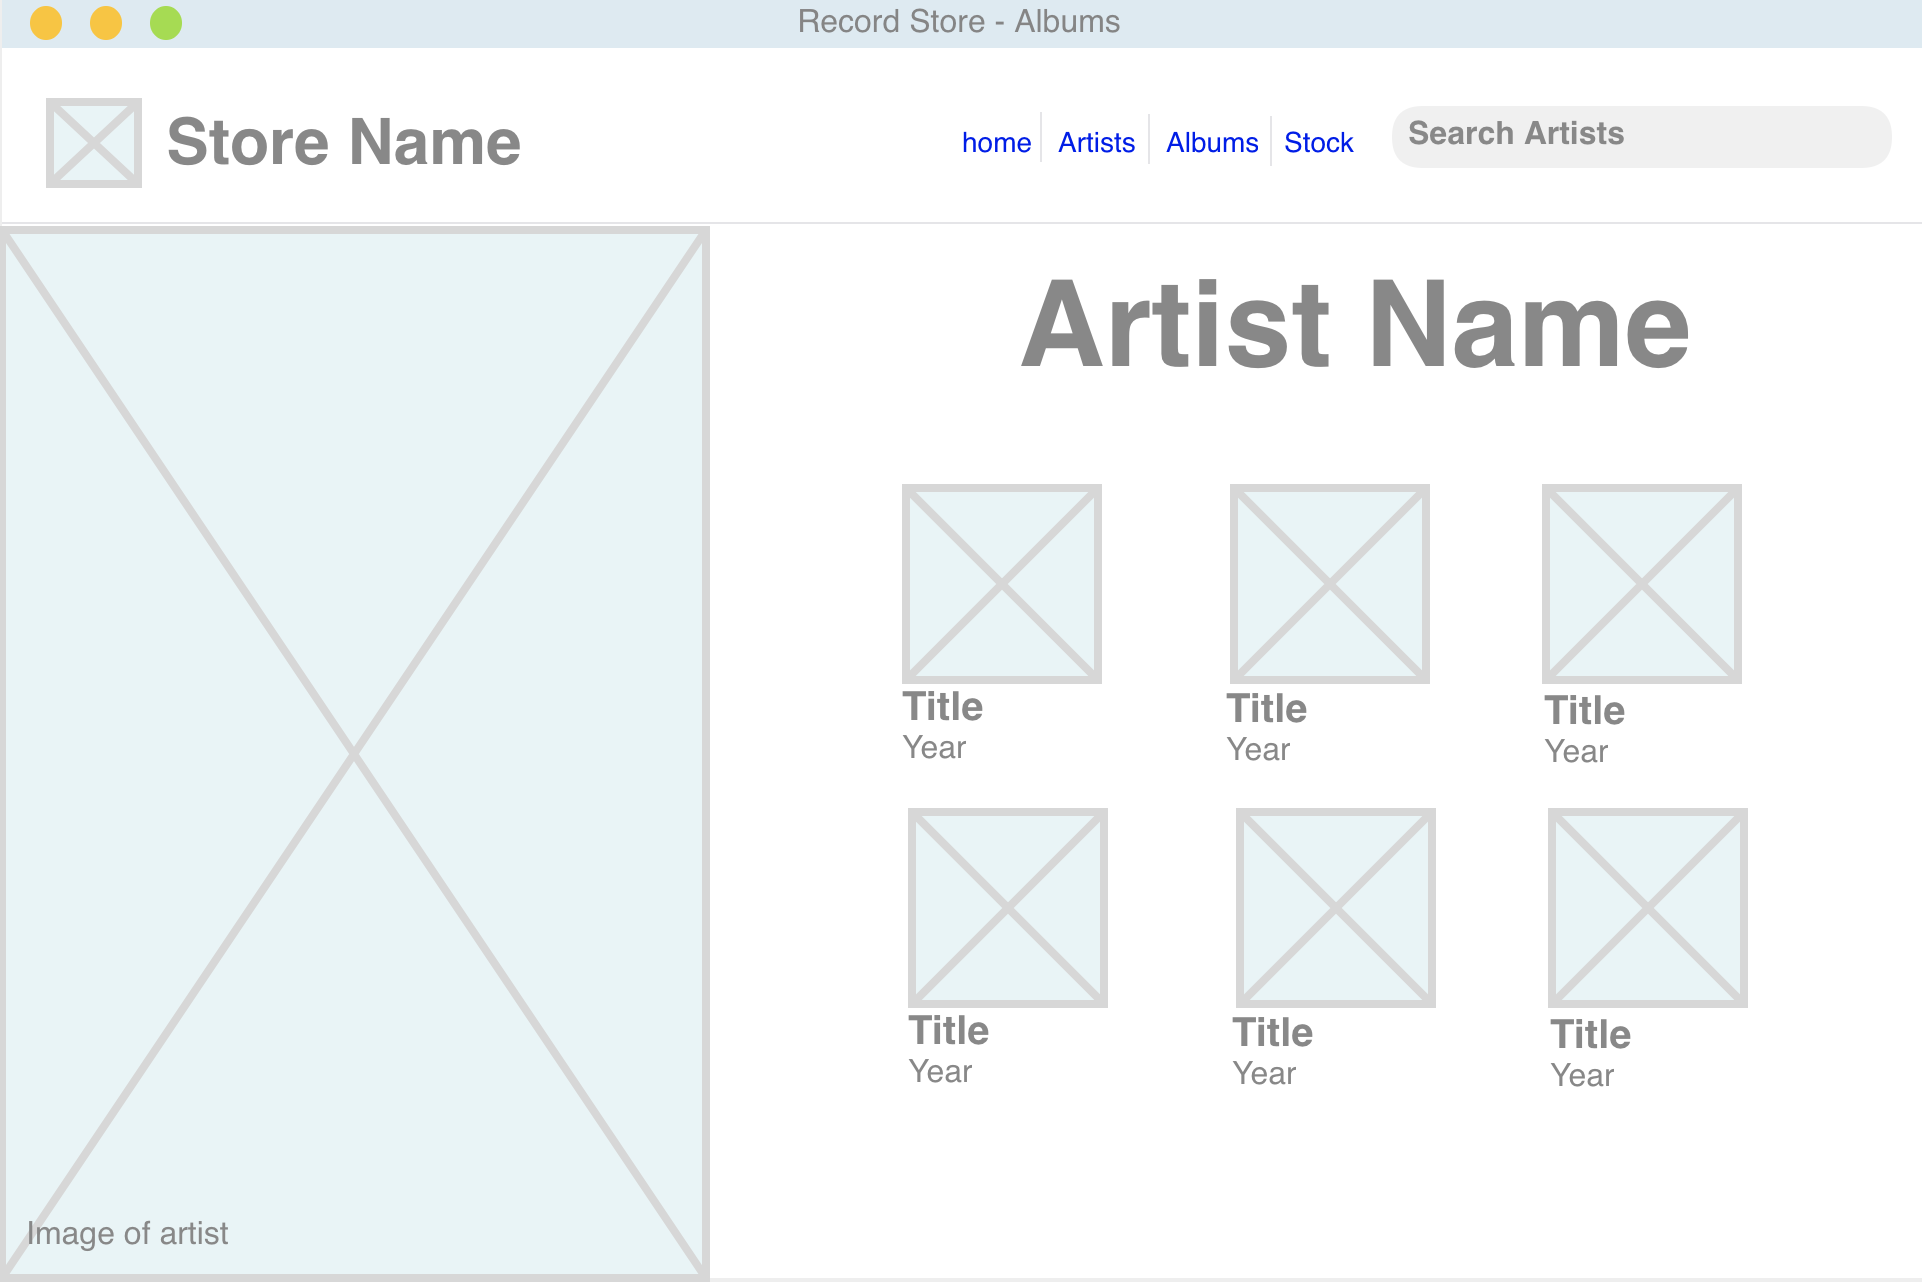 Record Store - Albums
Store Name
home
Artists
Albums
Stock
Search Artists
Artist Name
Title
Year
Title
Year
Title
Year
Title
Year
Title
Year
Title
Year
Image of artist